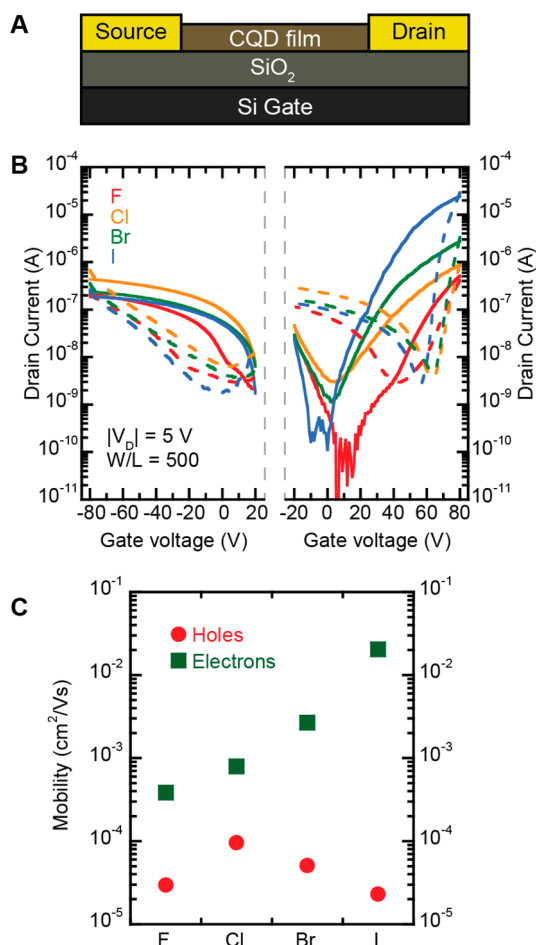 A
Source
CQD film
Drain
SiO₂
Si Gate
B
10⁻⁴
10⁻⁵
10⁻⁶
10⁻⁷
10⁻⁸
10⁻⁹
10⁻¹⁰
10⁻¹¹
Drain Current (A)
F
Cl
Br
I
|V_D| = 5 V
W/L = 500
-80 -60 -40 -20 0 20
Gate voltage (V)
-20 0 20 40 60 80
Gate voltage (V)
10⁻⁴
10⁻⁵
10⁻⁶
10⁻⁷
10⁻⁸
10⁻⁹
10⁻¹⁰
10⁻¹¹
Drain Current (A)
C
10⁻¹
10⁻²
10⁻³
10⁻⁴
10⁻⁵
Mobility (cm²/Vs)
Holes
Electrons
10⁻¹
10⁻²
10⁻³
10⁻⁴
10⁻⁵
F Cl Br I